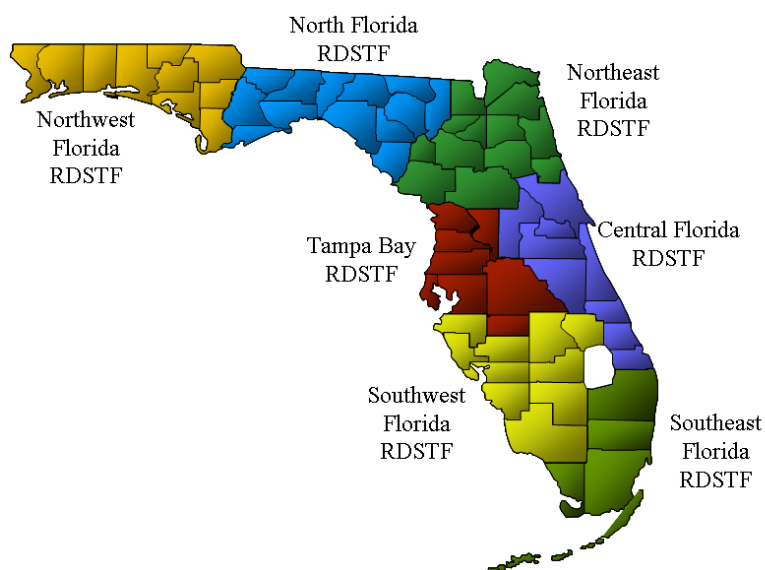 North Florida
RDSTF
Northeast
Florida
RDSTF
Northwest
Florida
RDSTF
Central Florida
RDSTF
Tampa Bay
RDSTF
Southwest
Florida
RDSTF
Southeast
Florida
RDSTF